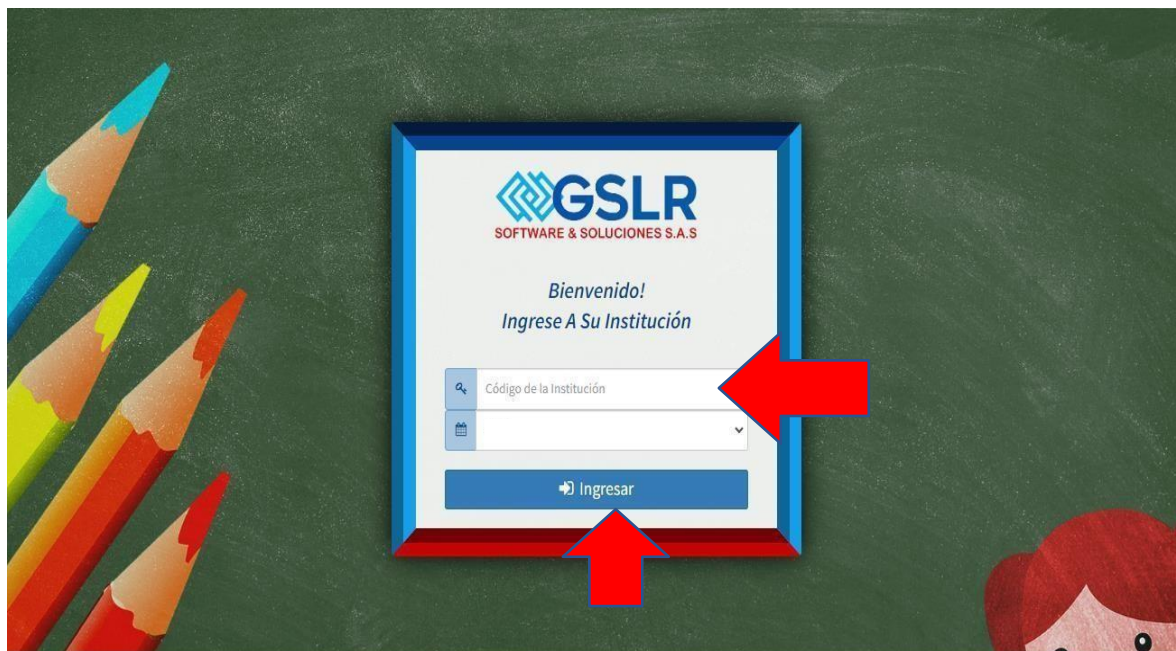 GSLR
SOFTWARE & SOLUCIONES S.A.S
Bienvenido!
Ingrese A Su Institución
Código de la Institución
Ingresar